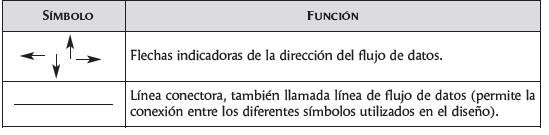 SÍMBOLO FUNCIÓN
Flechas indicadoras de la dirección del flujo de datos.
Línea conectora, también llamada línea de flujo de datos (permite la
conexión entre los diferentes símbolos utilizados en el diseño).